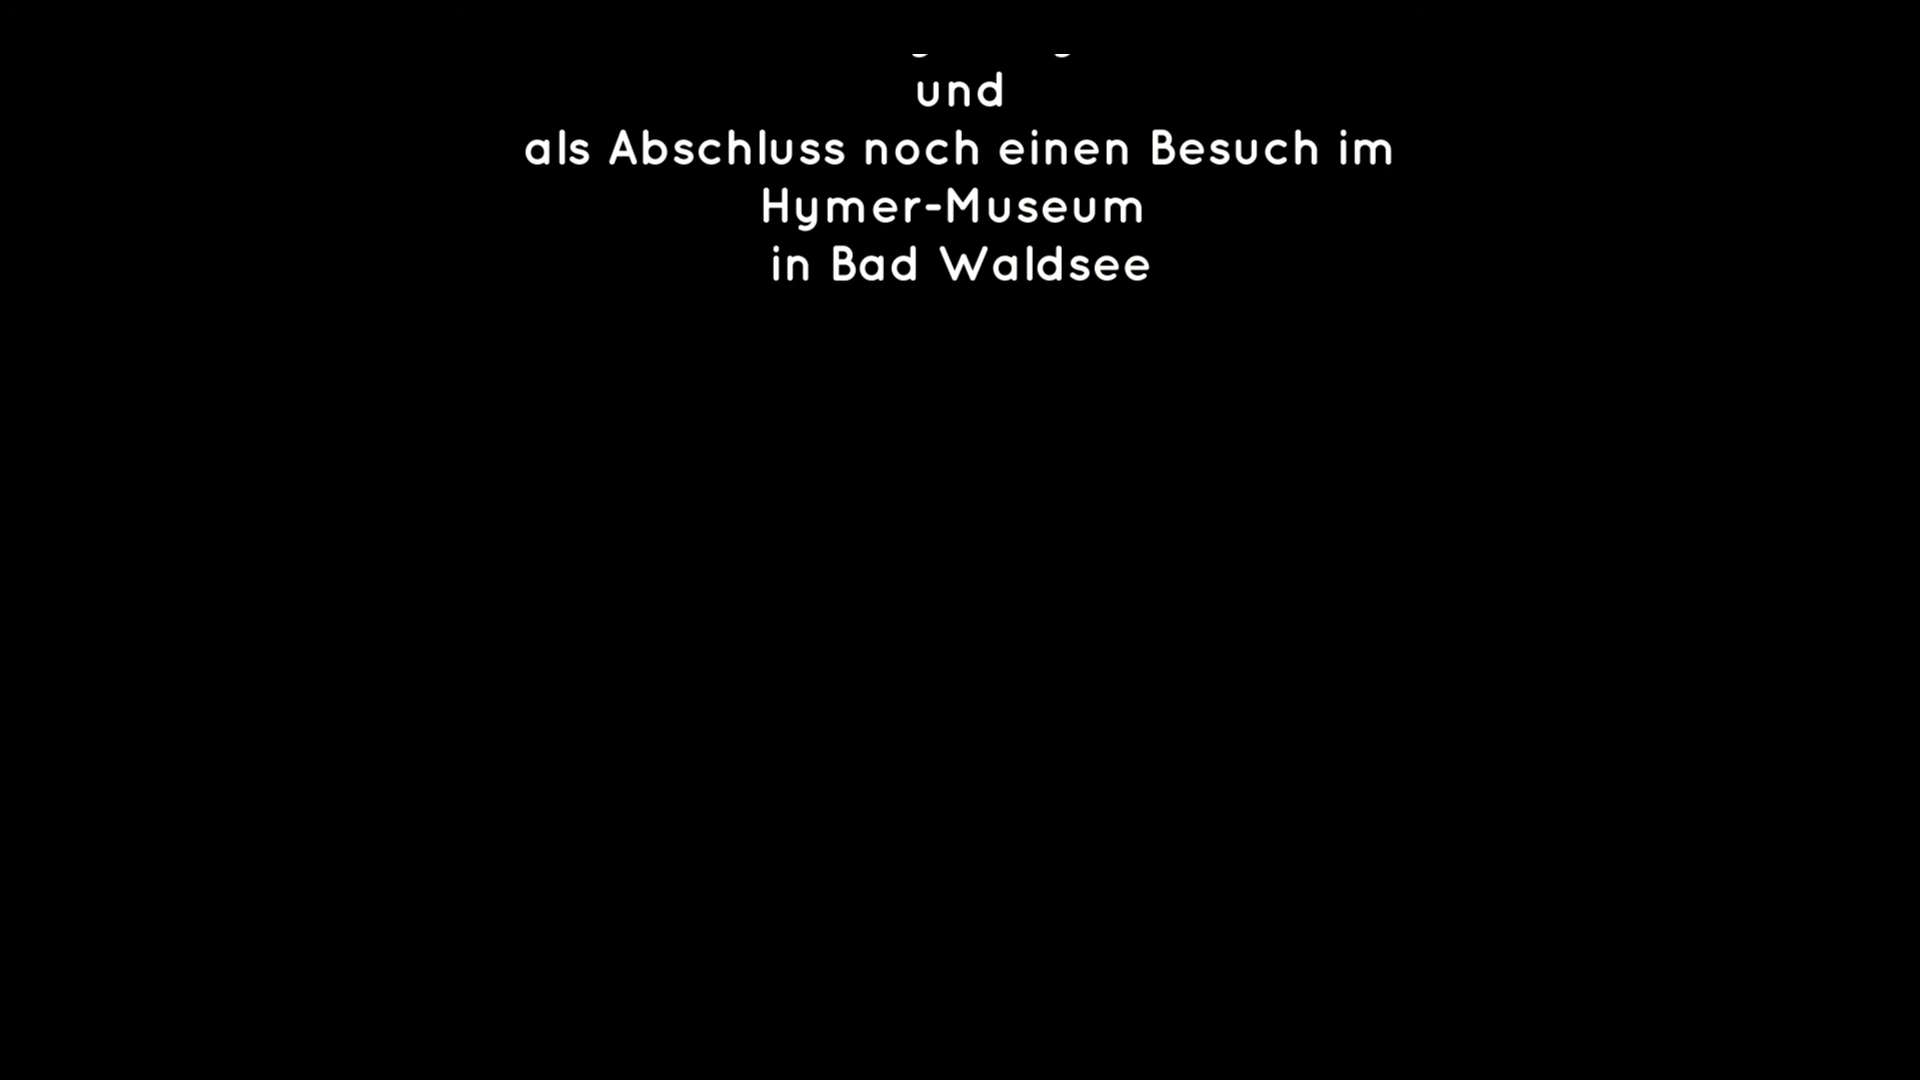 und
als Abschluss noch einen Besuch im
Hymer-Museum
in Bad Waldsee